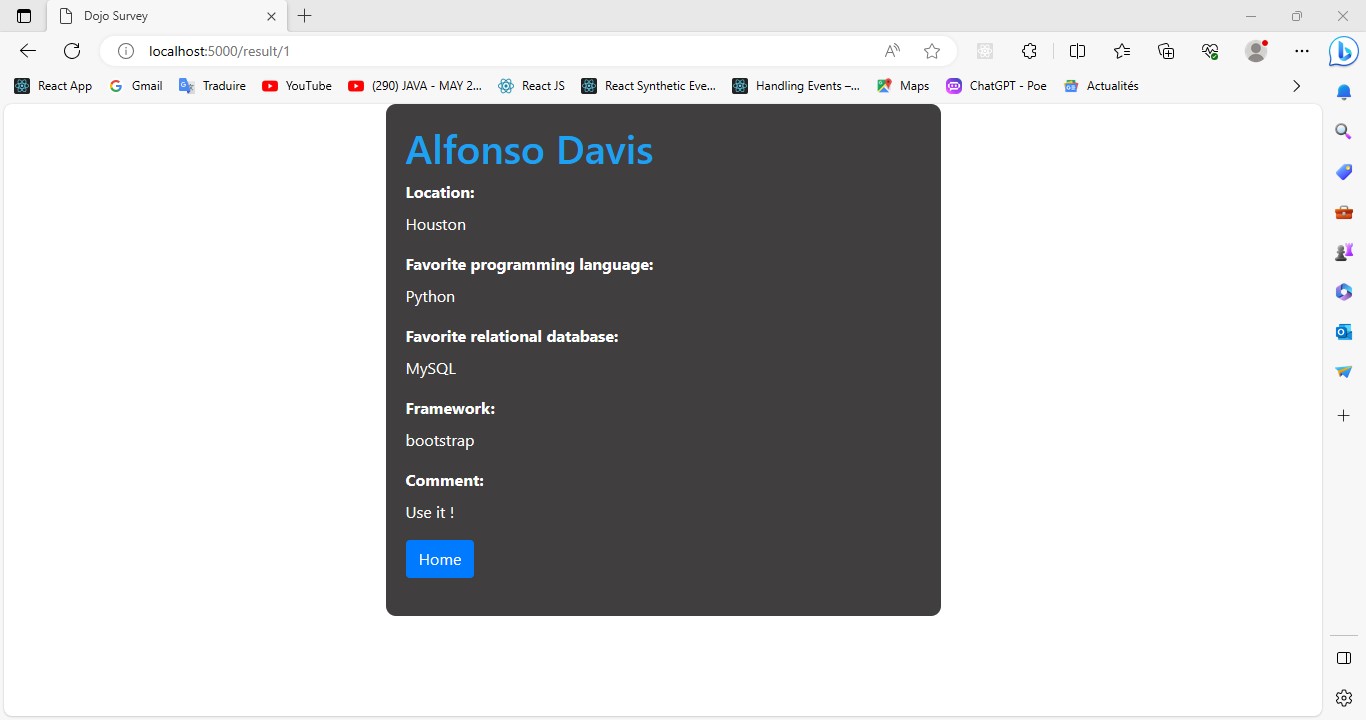 Dojo Survey
localhost:5000/result/1
React App Gmail Traduire YouTube (290) JAVA - MAY 2... React JS React Synthetic Eve... Handling Events –... Maps ChatGPT - Poe Actualités
Alfonso Davis
Location:
Houston
Favorite programming language:
Python
Favorite relational database:
MySQL
Framework:
bootstrap
Comment:
Use it !
Home